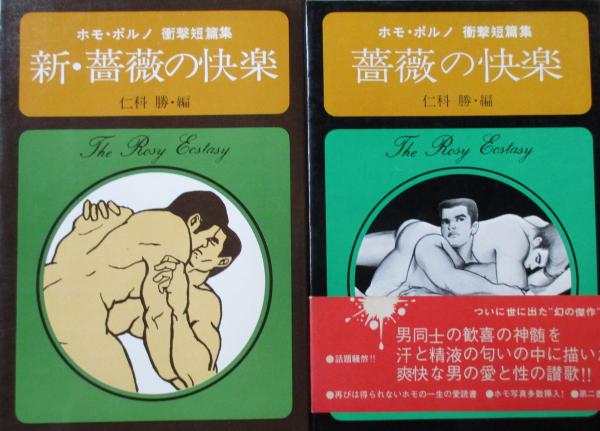 ホモ・ポルノ 衝撃短篇集
新・薔薇の快楽
仁科 勝・編
The Rosy Ecstasy
ホモ・ポルノ 衝撃短篇集
薔薇の快楽
仁科 勝・編
The Rosy Ecstasy
ついに世に出た"幻の傑作"
男同士の歓喜の神髄を
汗と精液の匂いの中に描い
●話題騒然!!
爽快な男の愛と性の讃歌!!
●再びは得られないホモの一生の愛読書 ●ホモ写真多数挿入! ●第二書